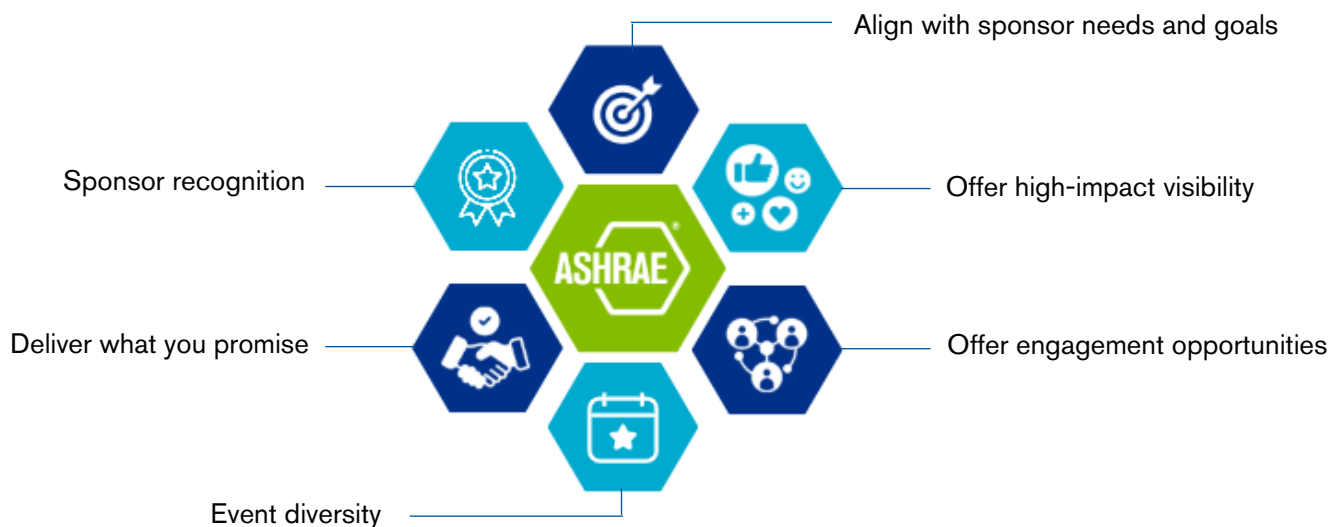 Align with sponsor needs and goals
Sponsor recognition
Offer high-impact visibility
ASHRAE®
Deliver what you promise
Offer engagement opportunities
Event diversity